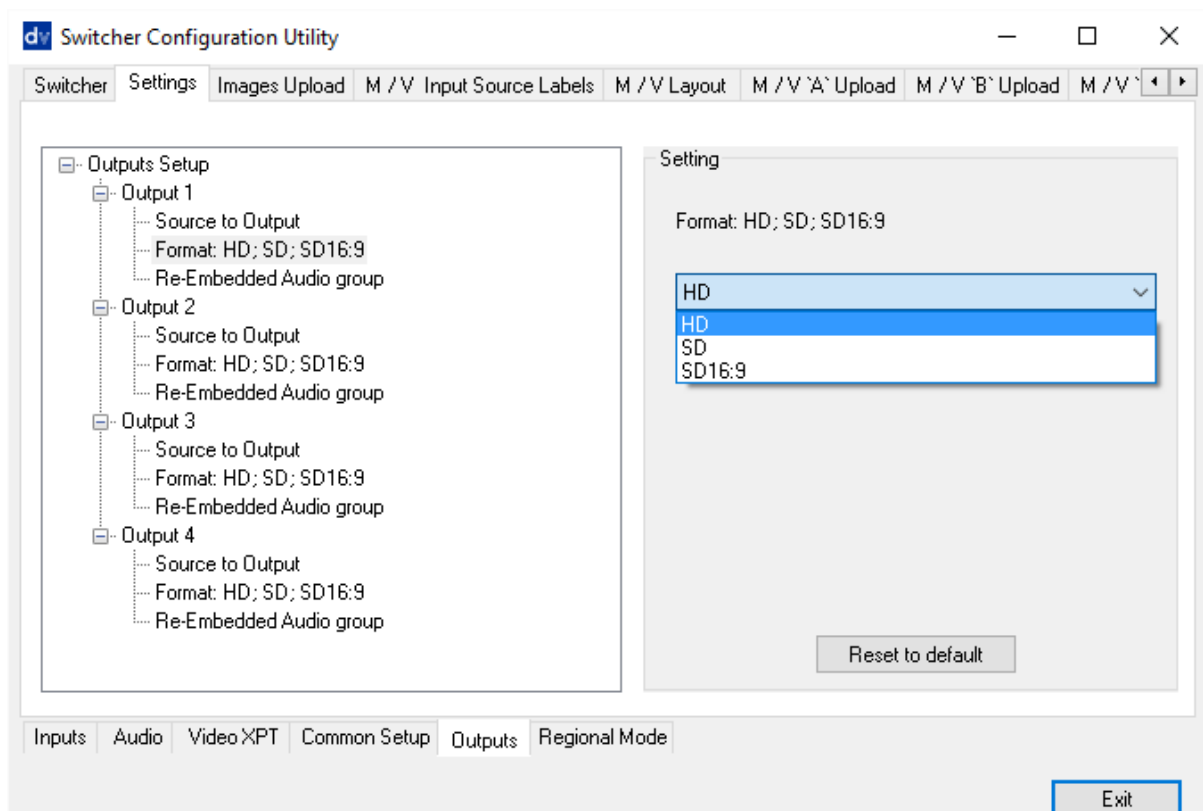 dv Switcher Configuration Utility
Switcher Settings Images Upload M / V Input Source Labels M / V Layout M / V `A` Upload M / V `B` Upload M / V `
Outputs Setup
Output 1
Source to Output
Format: HD; SD; SD16:9
Re-Embedded Audio group
Output 2
Source to Output
Format: HD; SD; SD16:9
Re-Embedded Audio group
Output 3
Source to Output
Format: HD; SD; SD16:9
Re-Embedded Audio group
Output 4
Source to Output
Format: HD; SD; SD16:9
Re-Embedded Audio group
Setting
Format: HD; SD; SD16:9
HD
HD
SD
SD16:9
Reset to default
Inputs Audio Video XPT Common Setup Outputs Regional Mode
Exit